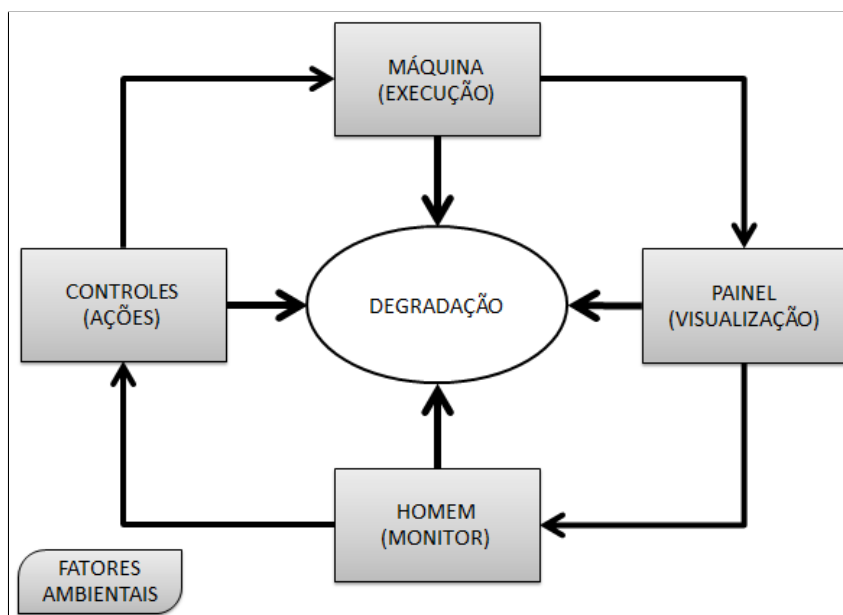 MÁQUINA
(EXECUÇÃO)
CONTROLES
(AÇÕES)
DEGRADAÇÃO
PAINEL
(VISUALIZAÇÃO)
HOMEM
(MONITOR)
FATORES
AMBIENTAIS